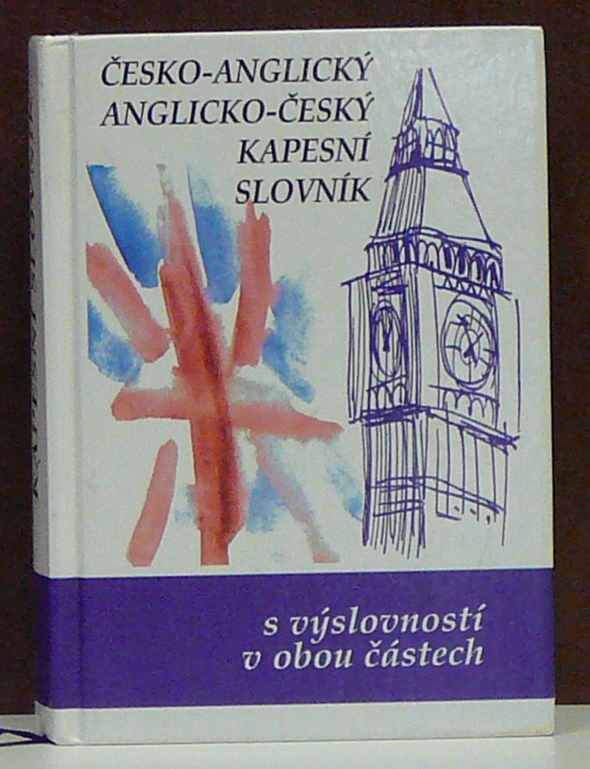 ČESKO-ANGLICKÝ
ANGLICKO-ČESKÝ
KAPESNÍ
SLOVNÍK
s výslovností
v obou částech